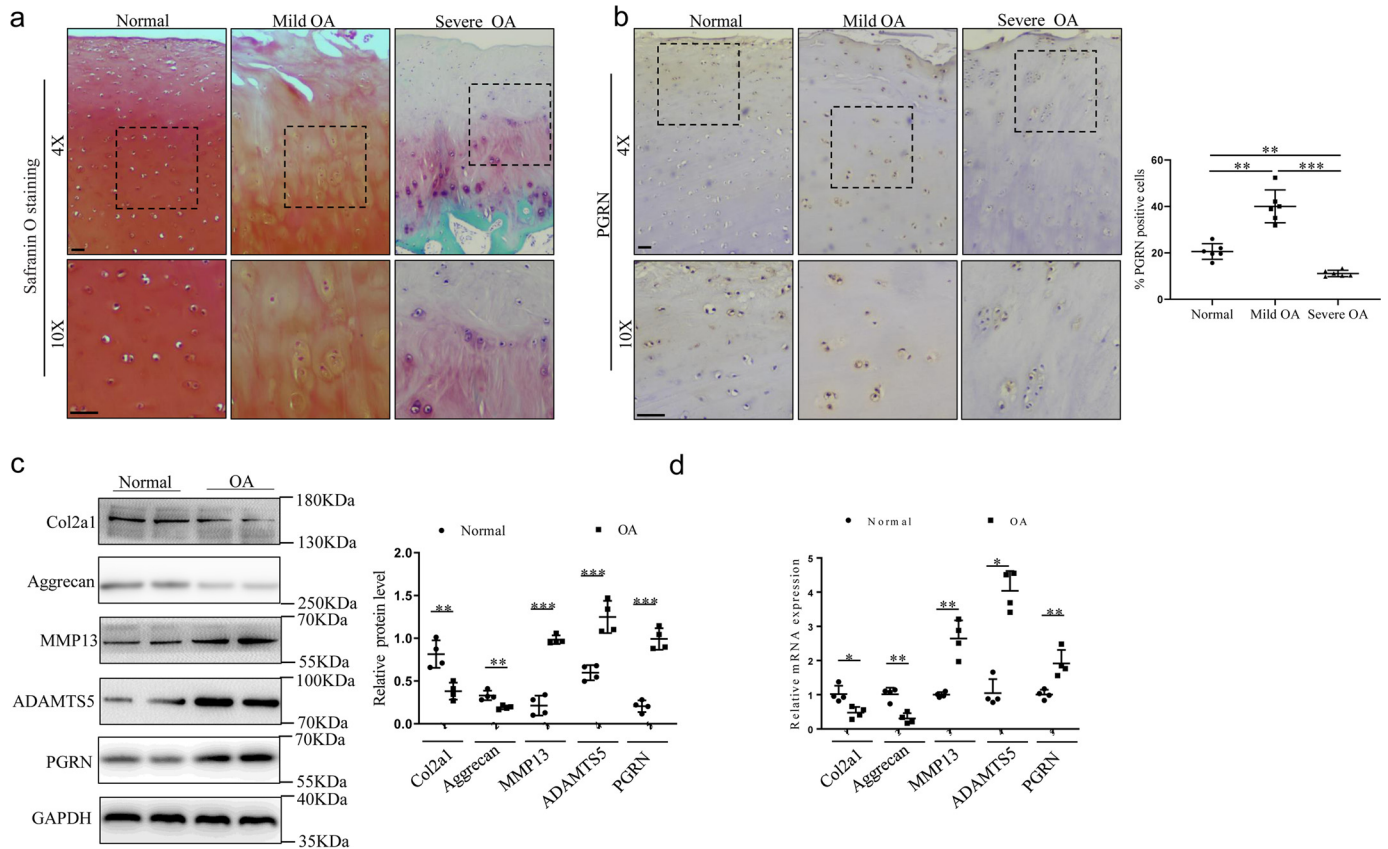 a
Normal
Mild OA
Severe OA
Safranin O staining
4X
10X
b
Normal
Mild OA
Severe OA
PGRN
4X
10X
% PGRN positive cells
60
40
20
0
**
**
***
Normal
Mild OA
Severe OA
c
Normal
OA
Col2a1
180KDa
130KDa
Aggrecan
250KDa
MMP13
70KDa
55KDa
ADAMTS5
100KDa
70KDa
PGRN
70KDa
55KDa
GAPDH
40KDa
35KDa
Normal
OA
Relative protein level
2.0
1.5
1.0
0.5
0.0
**
**
***
***
***
Col2a1
Aggrecan
MMP13
ADAMTS5
PGRN
d
Normal
OA
Relative mRNA expression
5
4
3
2
1
0
*
**
**
*
**
Col2a1
Aggrecan
MMP13
ADAMTS5
PGRN